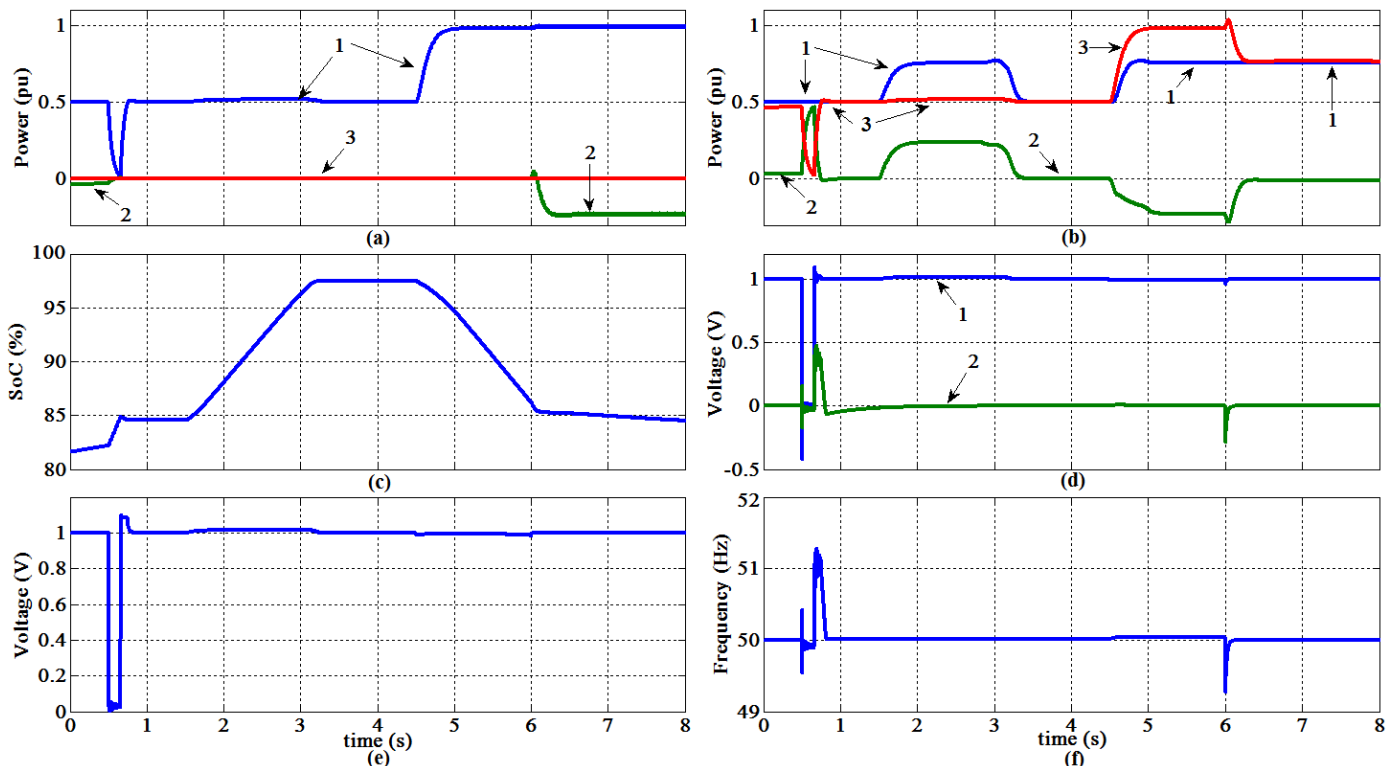 Power (pu)
1
0.5
0
1
3
2
2
(a)
Power (pu)
1
0.5
0
1
3
2
2
3
1
1
(b)
SoC (%)
100
95
90
85
80
(c)
Voltage (V)
1
0.5
0
-0.5
1
2
(d)
Voltage (V)
1
0.8
0.6
0.4
0.2
0
0 1 2 3 4 5 6 7 8
time (s)
(e)
Frequency (Hz)
52
51
50
49
0 1 2 3 4 5 6 7 8
time (s)
(f)